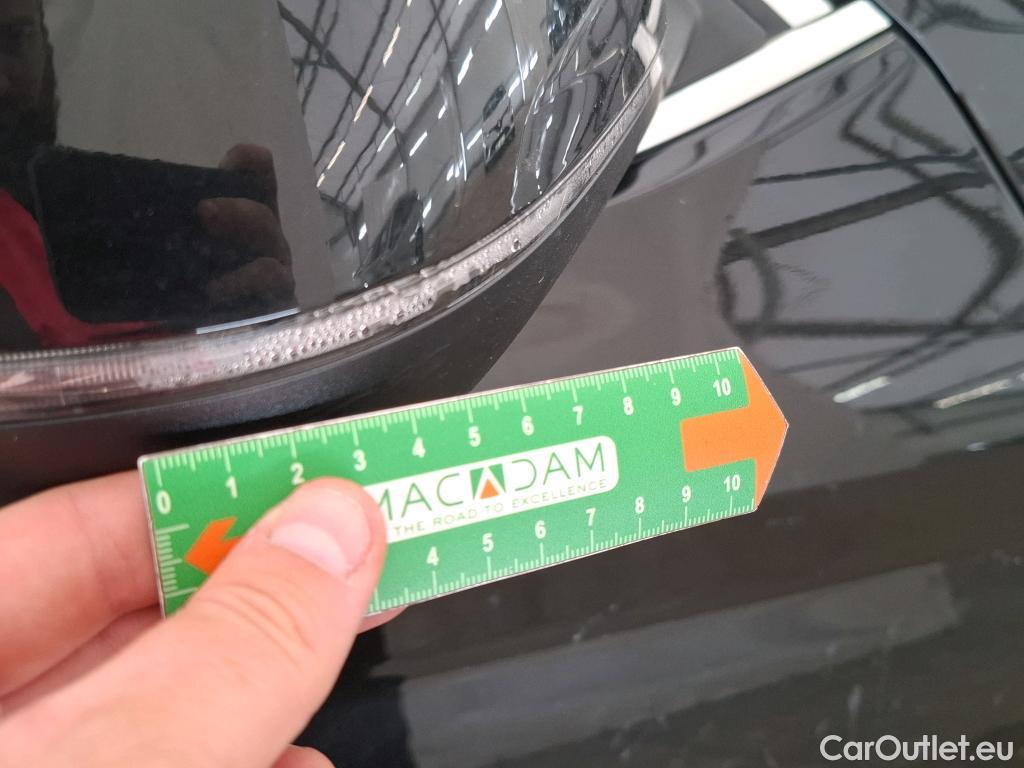 0 1 2 3 4 5 6 7 8 9 10
MACADAM
THE ROAD TO EXCELLENCE
4 5 6 7 8 9 10
CarOutlet.eu